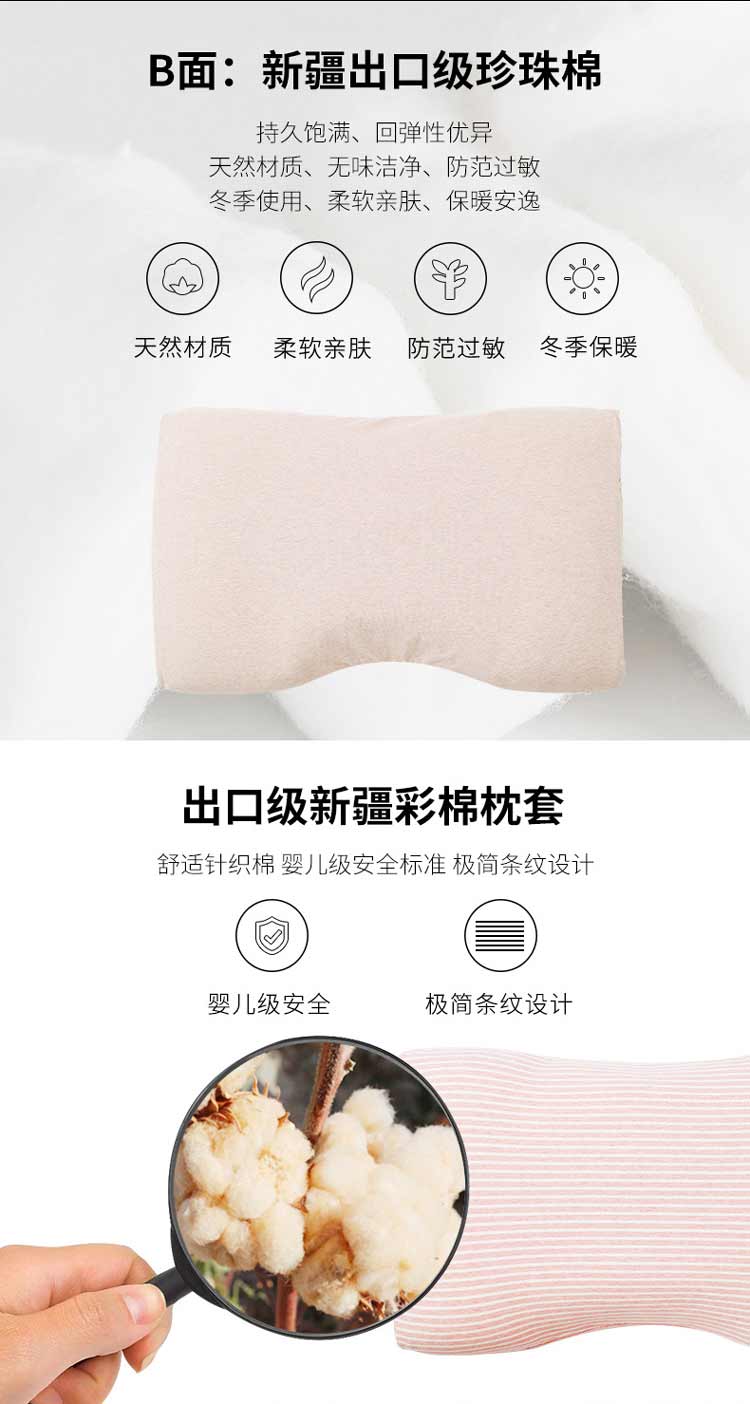 B面：新疆出口级珍珠棉
持久饱满、回弹性优异
天然材质、无味洁净、防范过敏
冬季使用、柔软亲肤、保暖安逸
天然材质 柔软亲肤 防范过敏 冬季保暖
出口级新疆彩棉枕套
舒适针织棉 婴儿级安全标准 极简条纹设计
婴儿级安全 极简条纹设计